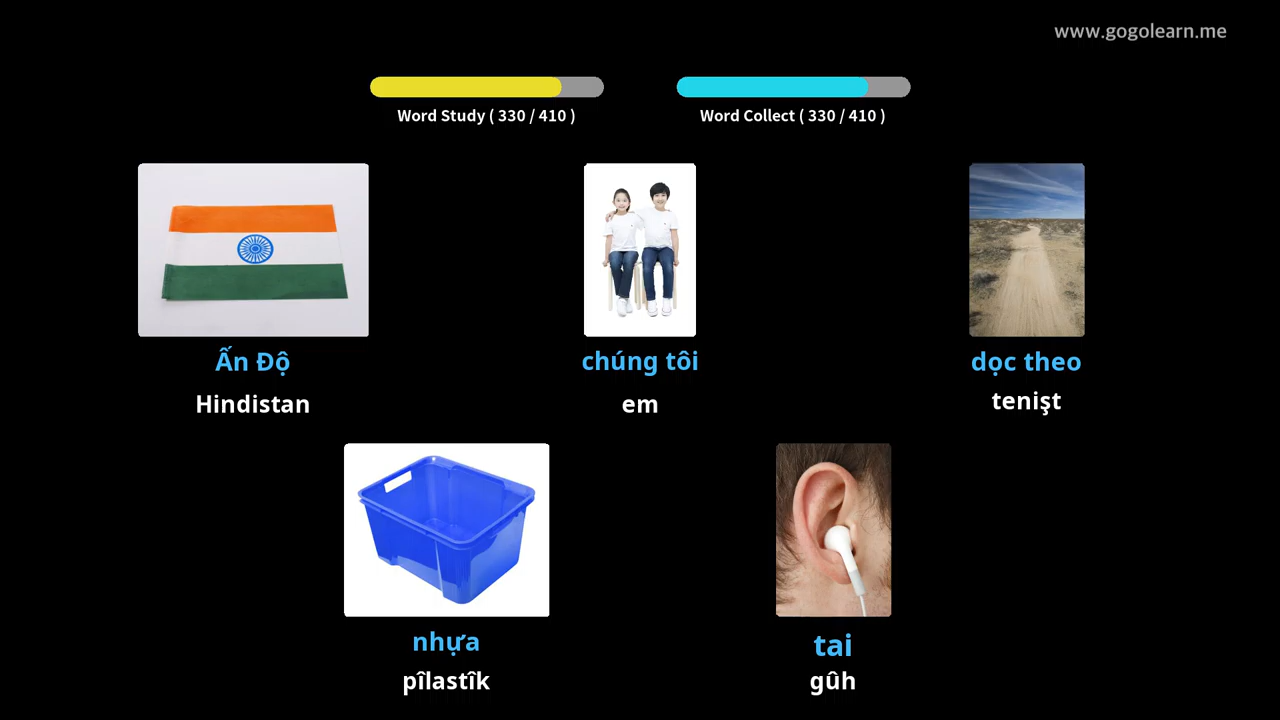 www.gogolearn.me
Word Study ( 330 / 410 )
Word Collect ( 330 / 410 )
Ấn Độ
Hindistan
chúng tôi
em
dọc theo
tenişt
nhựa
pîlastîk
tai
gûh